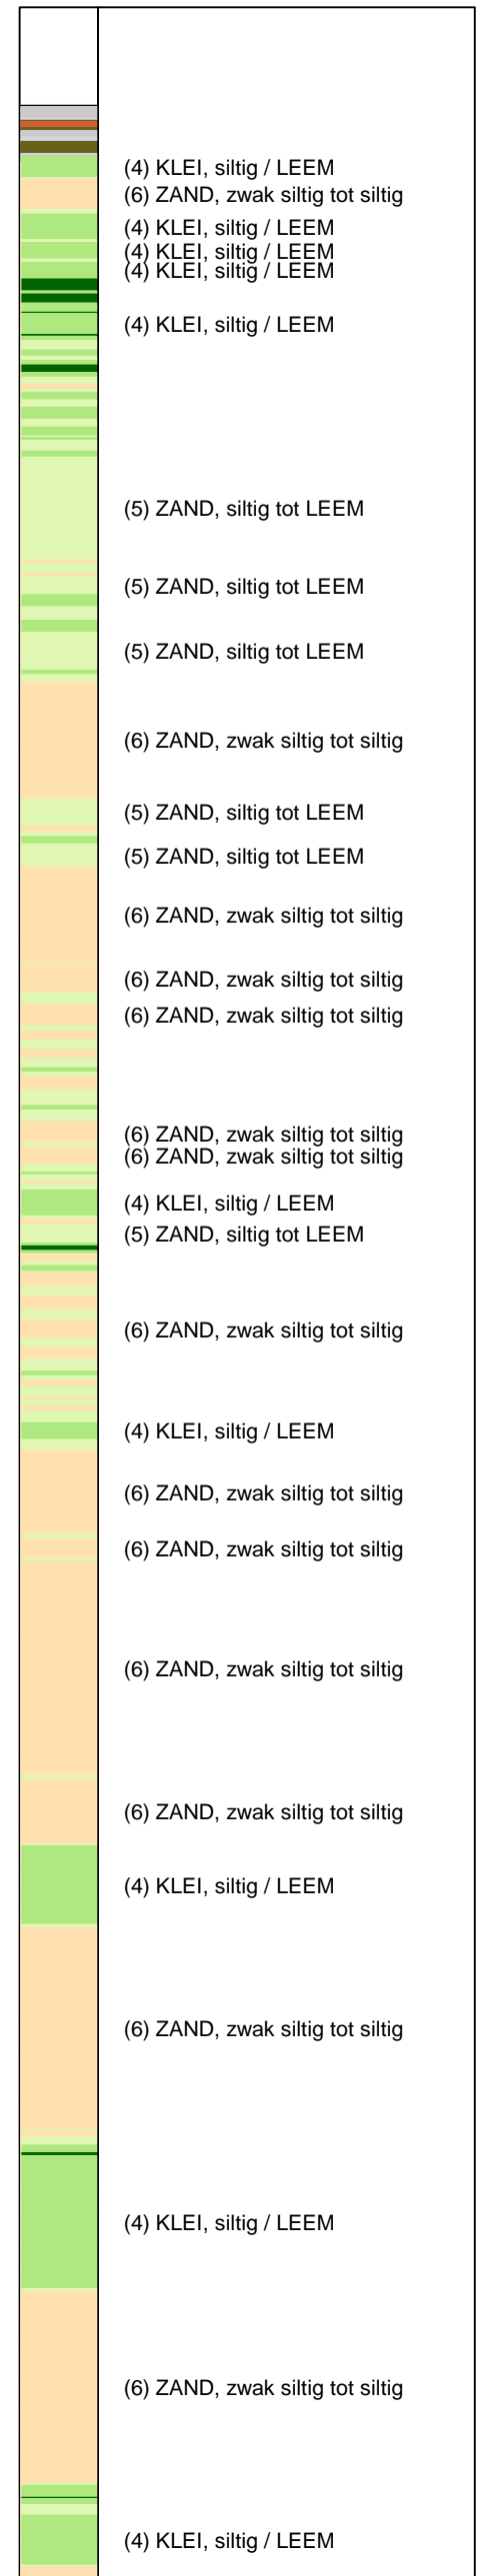 (4) KLEI, siltig / LEEM
(6) ZAND, zwak siltig tot siltig
(4) KLEI, siltig / LEEM
(4) KLEI, siltig / LEEM
(4) KLEI, siltig / LEEM
(4) KLEI, siltig / LEEM
(5) ZAND, siltig tot LEEM
(5) ZAND, siltig tot LEEM
(5) ZAND, siltig tot LEEM
(6) ZAND, zwak siltig tot siltig
(5) ZAND, siltig tot LEEM
(5) ZAND, siltig tot LEEM
(6) ZAND, zwak siltig tot siltig
(6) ZAND, zwak siltig tot siltig
(6) ZAND, zwak siltig tot siltig
(6) ZAND, zwak siltig tot siltig
(6) ZAND, zwak siltig tot siltig
(4) KLEI, siltig / LEEM
(5) ZAND, siltig tot LEEM
(6) ZAND, zwak siltig tot siltig
(4) KLEI, siltig / LEEM
(6) ZAND, zwak siltig tot siltig
(6) ZAND, zwak siltig tot siltig
(6) ZAND, zwak siltig tot siltig
(6) ZAND, zwak siltig tot siltig
(4) KLEI, siltig / LEEM
(6) ZAND, zwak siltig tot siltig
(4) KLEI, siltig / LEEM
(6) ZAND, zwak siltig tot siltig
(4) KLEI, siltig / LEEM